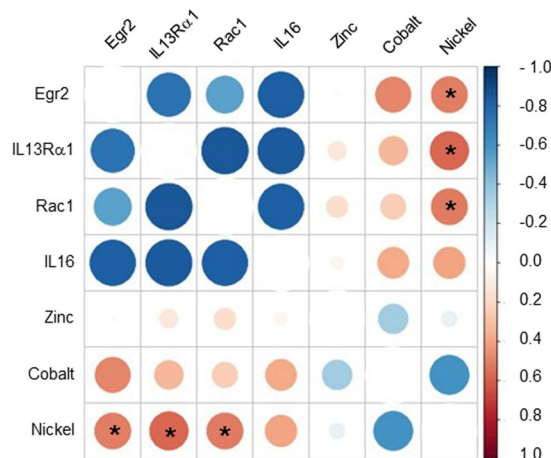 Egr2 IL13Rα1 Rac1 IL16 Zinc Cobalt Nickel
- 1.0
Egr2 *
-0.8
IL13Rα1 *
-0.6
-0.4
Rac1 *
-0.2
IL16
0.0
0.2
Zinc
0.4
Cobalt
0.6
0.8
Nickel * * *
1.0